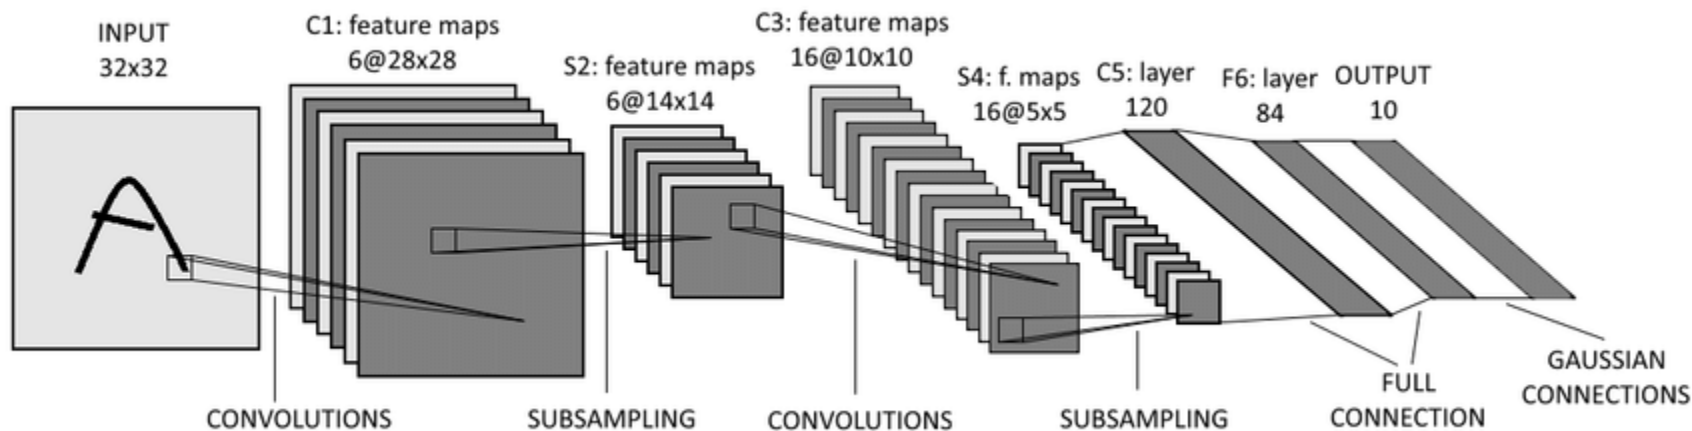 INPUT
32x32
C1: feature maps
6@28x28
S2: feature maps
6@14x14
C3: feature maps
16@10x10
S4: f. maps
16@5x5
C5: layer
120
F6: layer
84
OUTPUT
10
CONVOLUTIONS
SUBSAMPLING
CONVOLUTIONS
SUBSAMPLING
FULL
CONNECTION
GAUSSIAN
CONNECTIONS